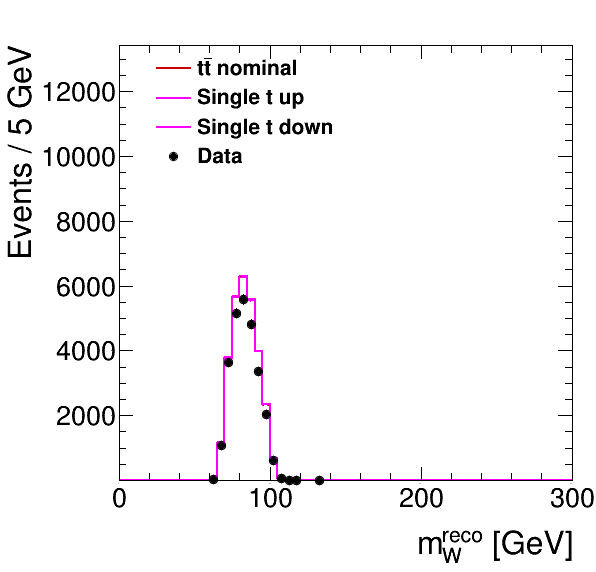 Events / 5 GeV
12000
10000
8000
6000
4000
2000
tt̄ nominal
Single t up
Single t down
Data
0 100 200 300
m_W^reco [GeV]